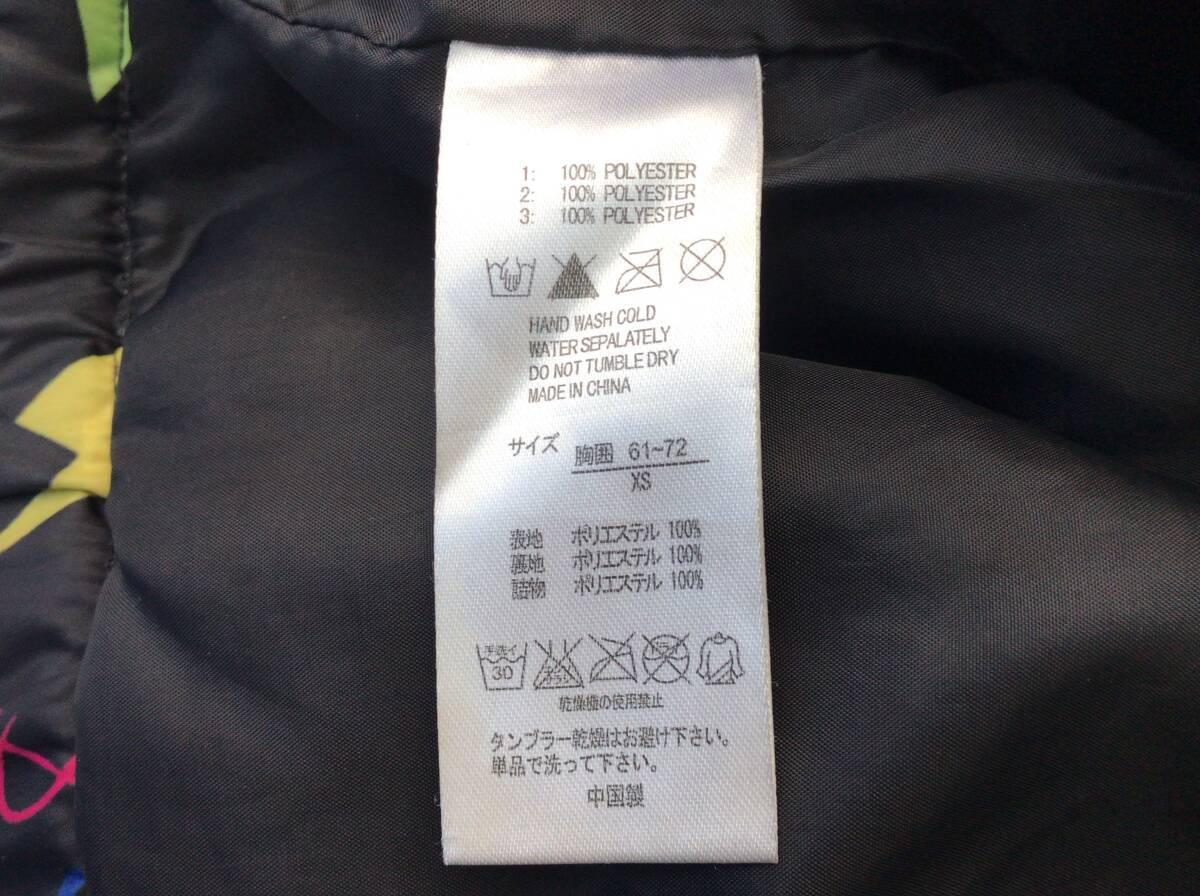 1: 100% POLYESTER
2: 100% POLYESTER
3: 100% POLYESTER
HAND WASH COLD
WATER SEPALATELY
DO NOT TUMBLE DRY
MADE IN CHINA
サイズ 胸囲 61~72
XS
表地 ポリエステル 100%
裏地 ポリエステル 100%
詰物 ポリエステル 100%
手洗イ
30
乾燥機の使用禁止
タンブラー乾燥はお避け下さい。
単品で洗って下さい。
中国製